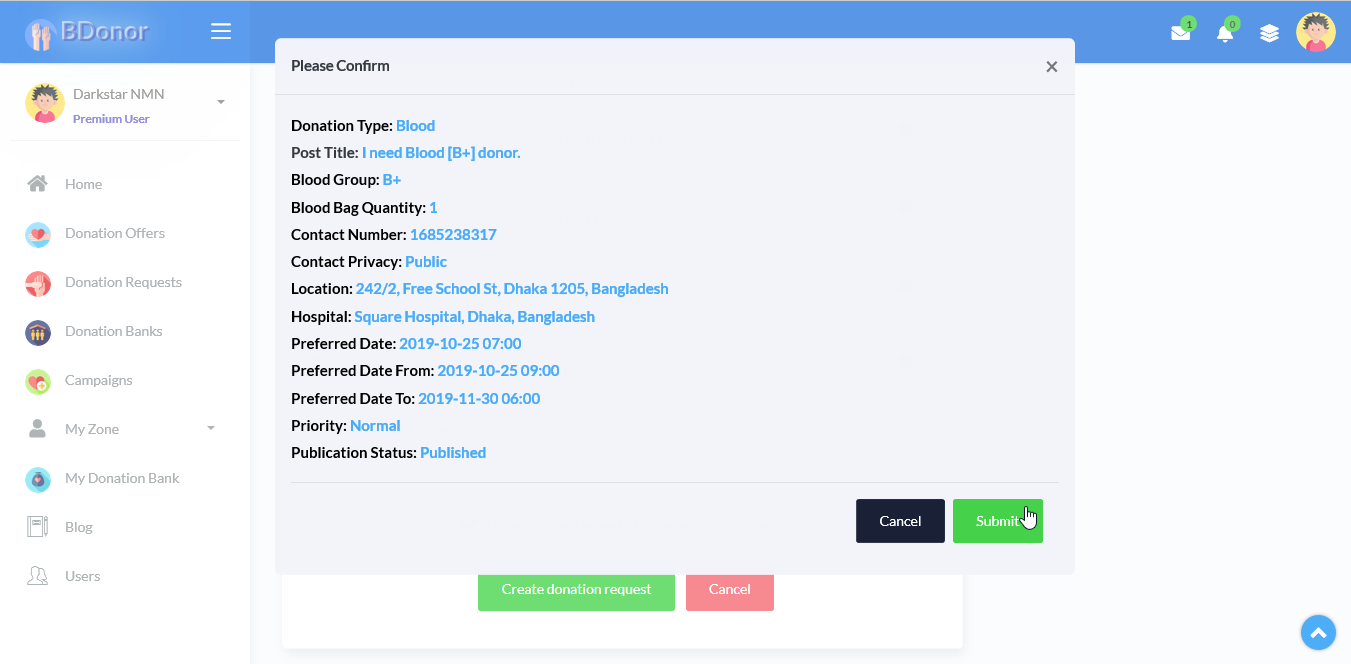 BDonor
1
0
Darkstar NMN
Premium User
Home
Donation Offers
Donation Requests
Donation Banks
Campaigns
My Zone
My Donation Bank
Blog
Users
Please Confirm
×
Donation Type: Blood
Post Title: I need Blood [B+] donor.
Blood Group: B+
Blood Bag Quantity: 1
Contact Number: 1685238317
Contact Privacy: Public
Location: 242/2, Free School St, Dhaka 1205, Bangladesh
Hospital: Square Hospital, Dhaka, Bangladesh
Preferred Date: 2019-10-25 07:00
Preferred Date From: 2019-10-25 09:00
Preferred Date To: 2019-11-30 06:00
Priority: Normal
Publication Status: Published
Cancel Submit
Create donation request Cancel